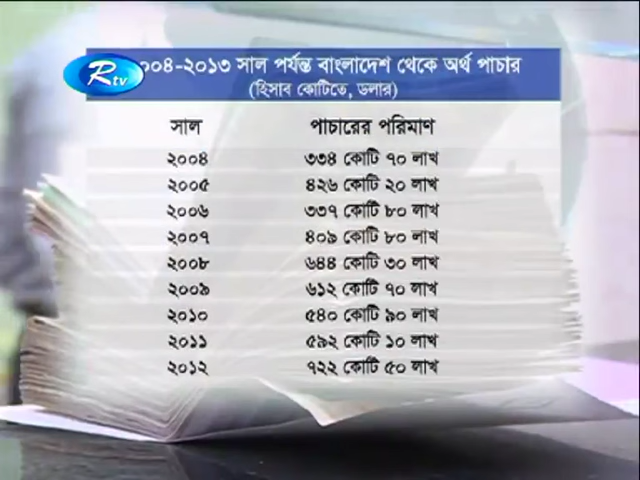 Rtv
২০০৪-২০১৩ সাল পর্যন্ত বাংলাদেশ থেকে অর্থ পাচার
(হিসাব কোটিতে, ডলার)
সাল পাচারের পরিমাণ
২০০৪ ৩৩৪ কোটি ৭০ লাখ
২০০৫ ৪২৬ কোটি ২০ লাখ
২০০৬ ৩৩৭ কোটি ৮০ লাখ
২০০৭ ৪০৯ কোটি ৮০ লাখ
২০০৮ ৬৪৪ কোটি ৩০ লাখ
২০০৯ ৬১২ কোটি ৭০ লাখ
২০১০ ৫৪০ কোটি ৯০ লাখ
২০১১ ৫৯২ কোটি ১০ লাখ
২০১২ ৭২২ কোটি ৫০ লাখ